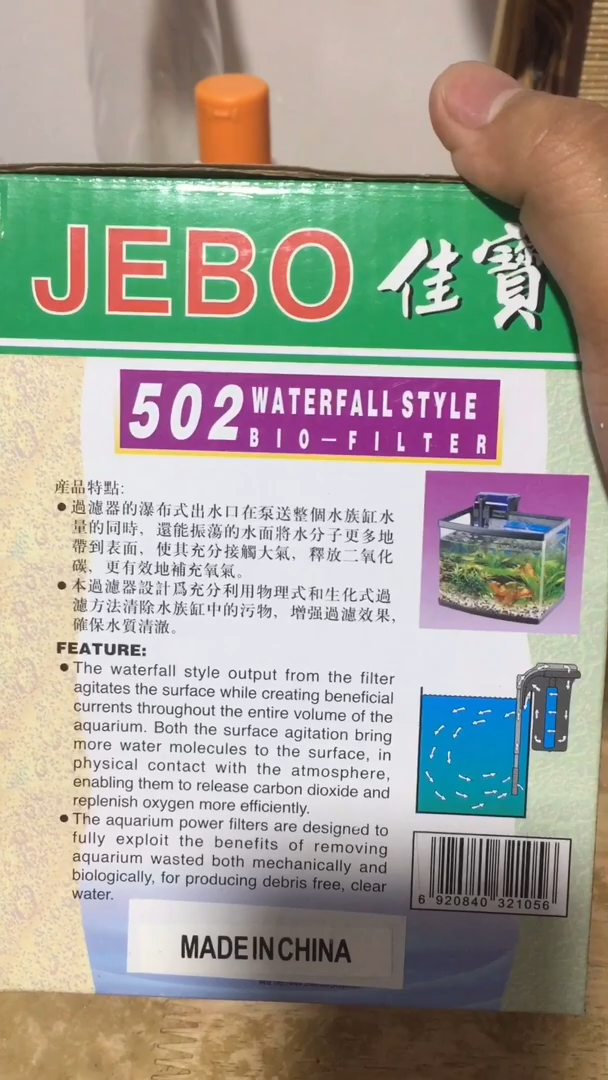 JEBO 佳寶
502 WATERFALL STYLE
BIO-FILTER
産品特點:
● 過濾器的瀑布式出水口在泵送整個水族缸水
量的同時，還能振蕩的水面將水分子更多地
帶到表面，使其充分接觸大氣，釋放二氧化
碳，更有效地補充氧氣。
● 本過濾器設計爲充分利用物理式和生化式過
濾方法清除水族缸中的污物，增强過濾效果，
確保水質清澈。
FEATURE:
● The waterfall style output from the filter
agitates the surface while creating beneficial
currents throughout the entire volume of the
aquarium. Both the surface agitation bring
more water molecules to the surface, in
physical contact with the atmosphere,
enabling them to release carbon dioxide and
replenish oxygen more efficiently.
● The aquarium power filters are designed to
fully exploit the benefits of removing
aquarium wasted both mechanically and
biologically, for producing debris free, clear
water.
6 920840 321056
MADE IN CHINA